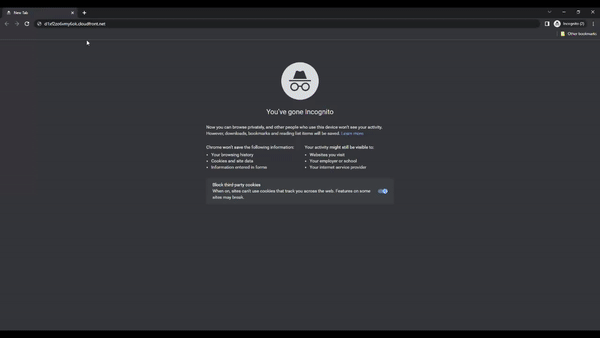 New Tab
Incognito (2)
Other bookmarks
You've gone Incognito
Now you can browse privately, and other people who use this device won't see your activity.
However, downloads, bookmarks and reading list items will be saved. Learn more
Chrome won't save the following information:
• Your browsing history
• Cookies and site data
• Information entered in forms
Your activity might still be visible to:
• Websites you visit
• Your employer or school
• Your internet service provider
Block third-party cookies
When on, sites can't use cookies that track you across the web. Features on some
sites may break.